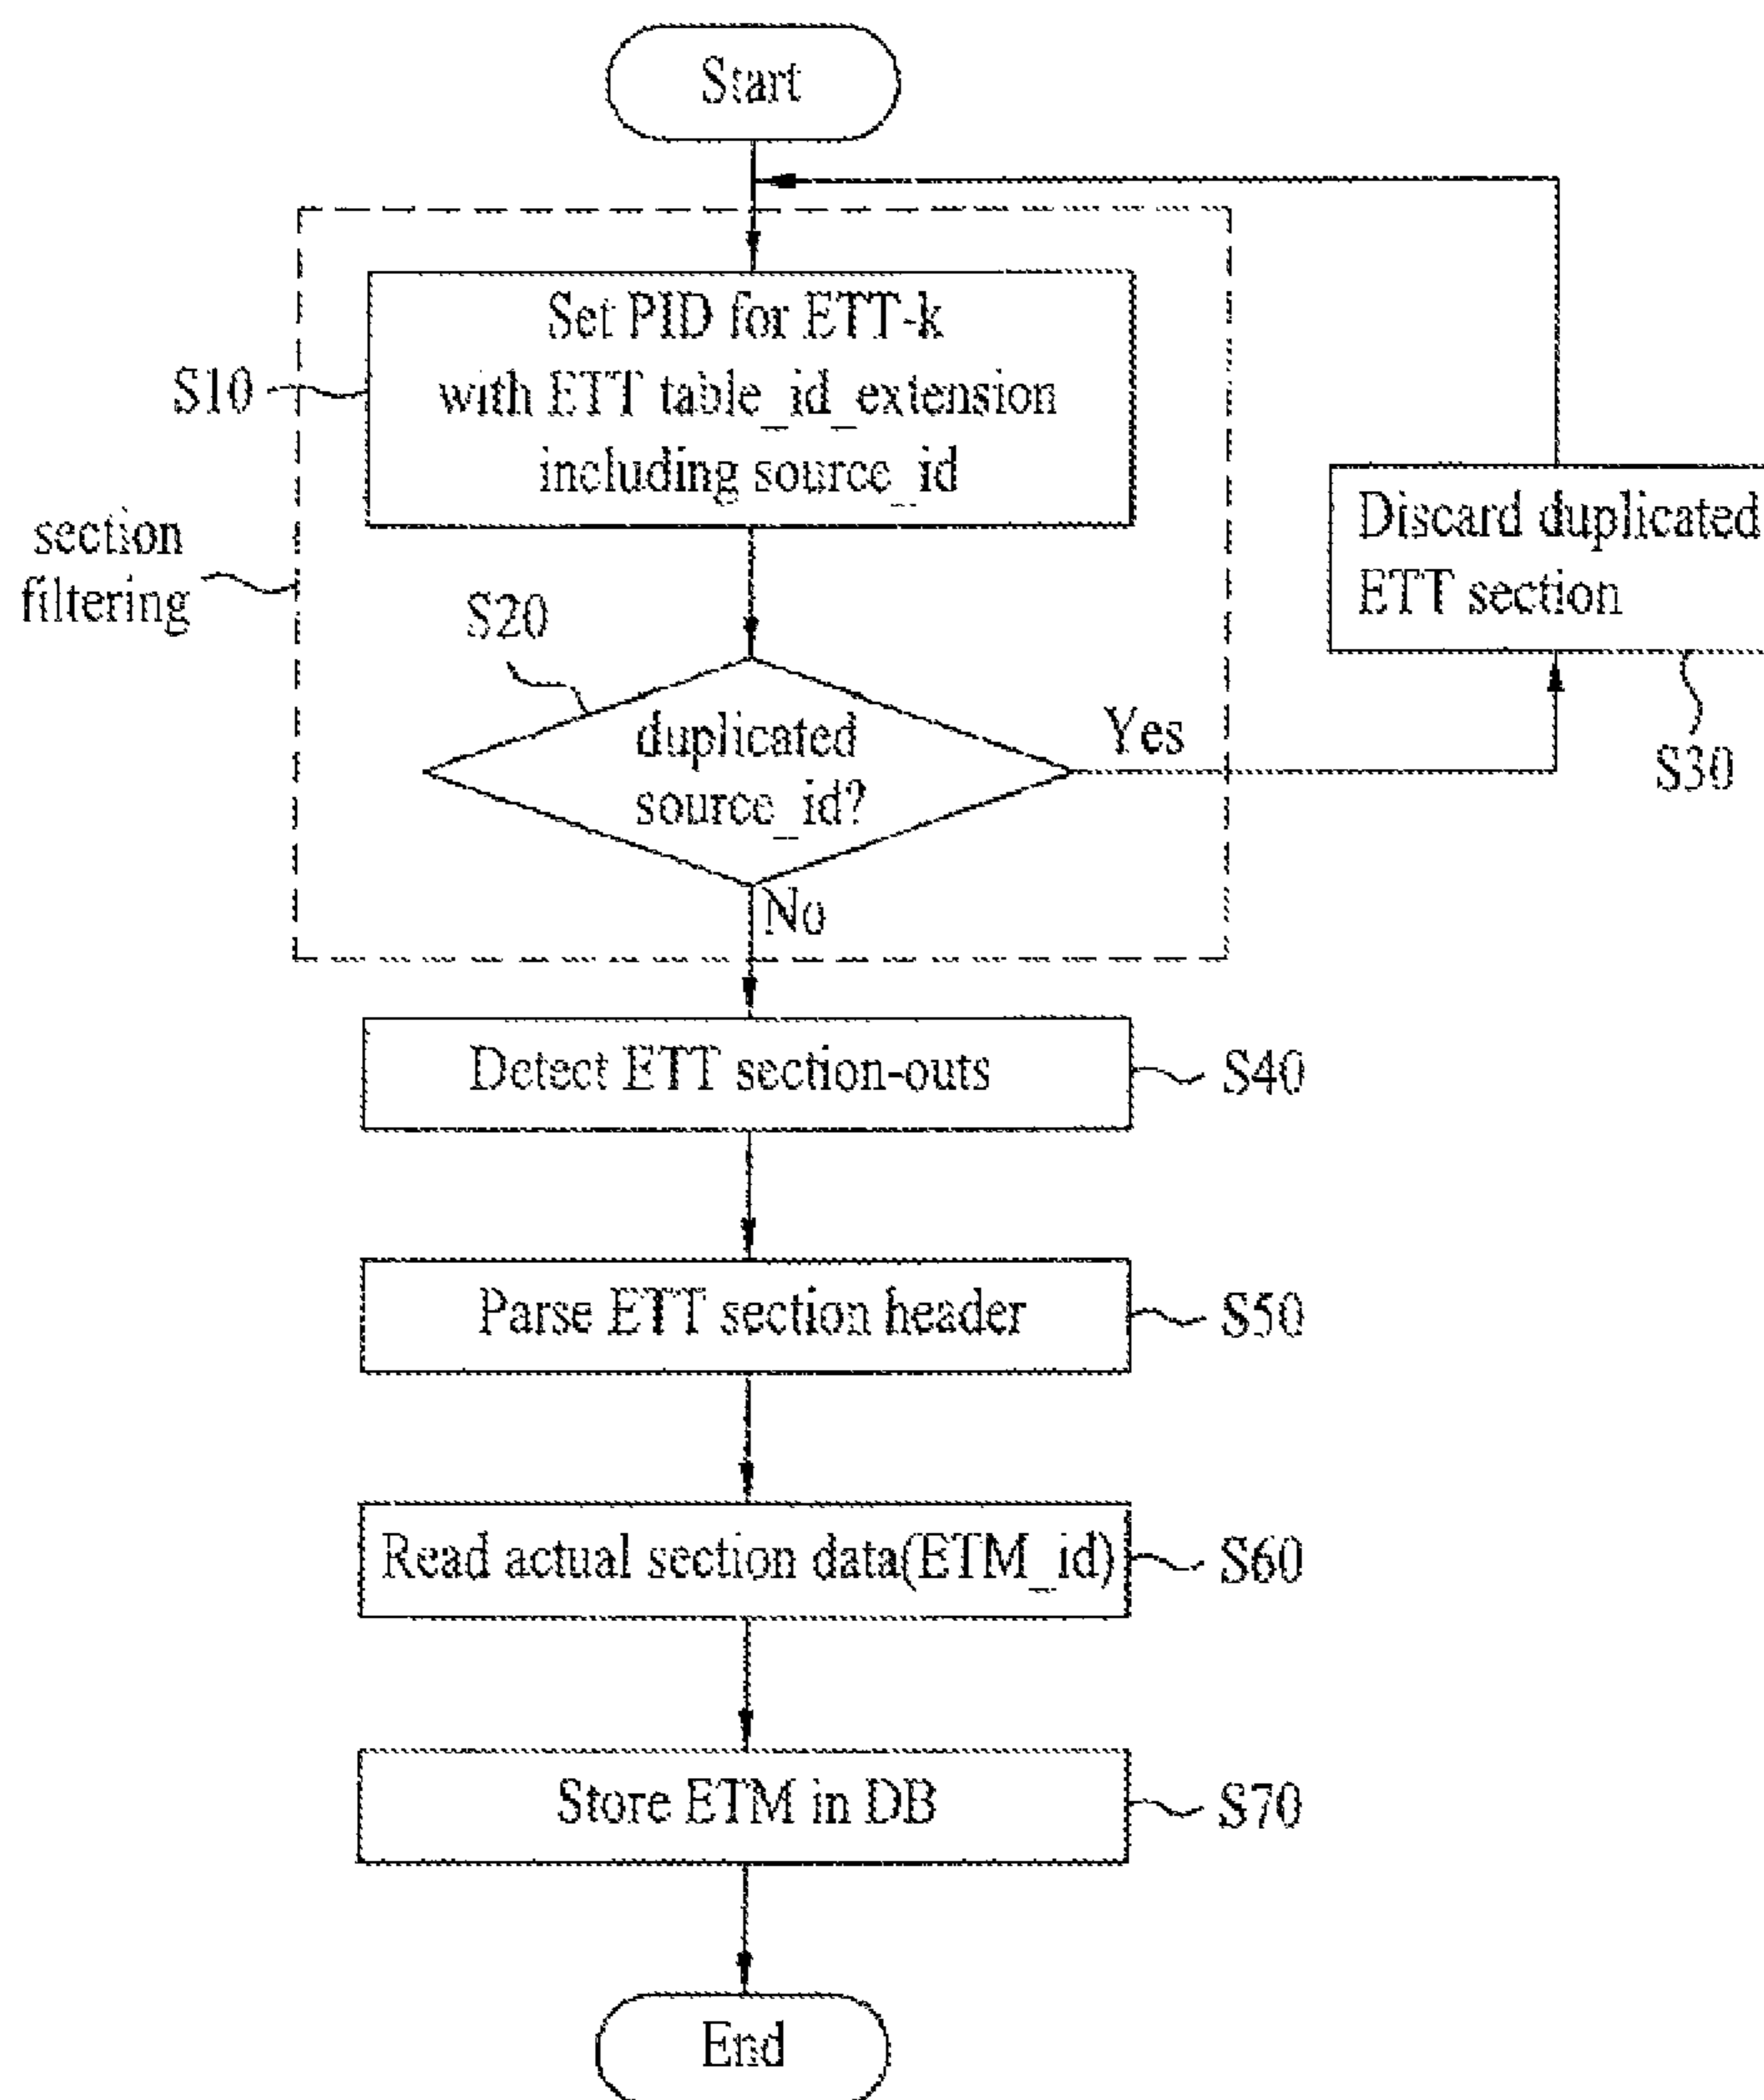 Start
Set PID for ETT-k
with ETT table_id_extension
including source_id
S10
section
filtering
Discard duplicated
ETT section
S30
S20
duplicated
source_id?
Yes
No
Detect ETT section-outs
S40
Parse ETT section header
S50
Read actual section data(ETM_id)
S60
Store ETM in DB
S70
End